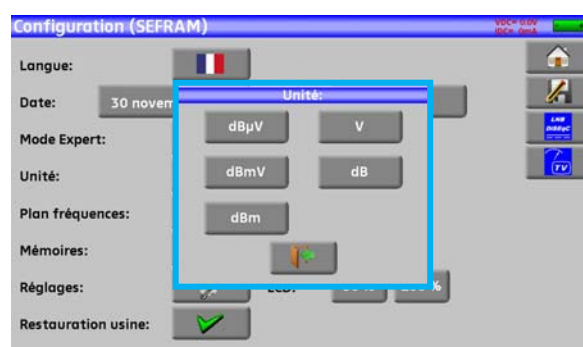 Configuration (SEFRAM)
VDC= 0.0V
IDC= 0mA
Langue:
Date: 30 novem
Unité:
dBµV V
Mode Expert:
LNB
DiSEqC
dBmV dB
Unité:
TV
Plan fréquences:
dBm
Mémoires:
Réglages: %
Restauration usine: